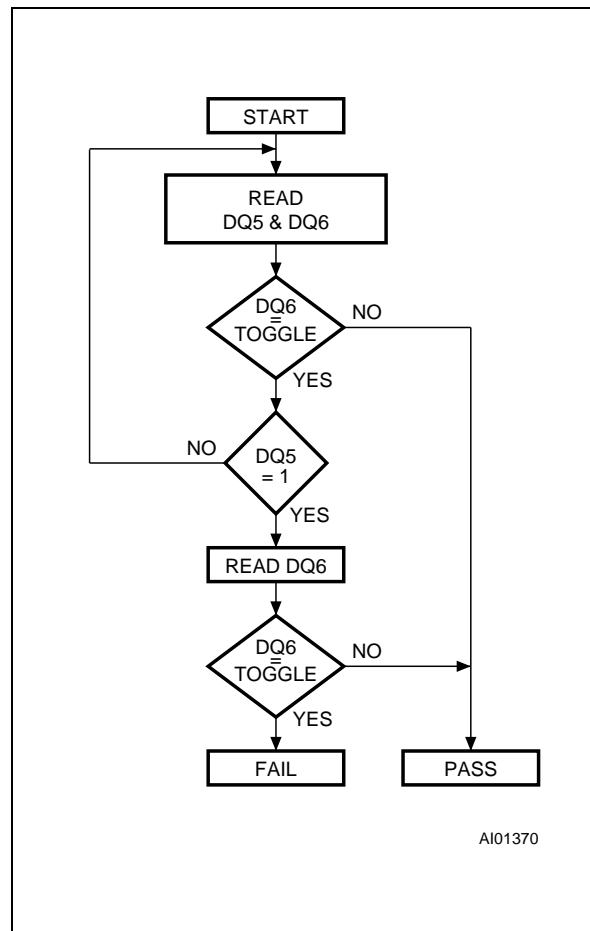 START
READ
DQ5 & DQ6
DQ6
=
TOGGLE
NO
YES
NO
DQ5
= 1
YES
READ DQ6
DQ6
=
TOGGLE
NO
YES
FAIL
PASS
AI01370